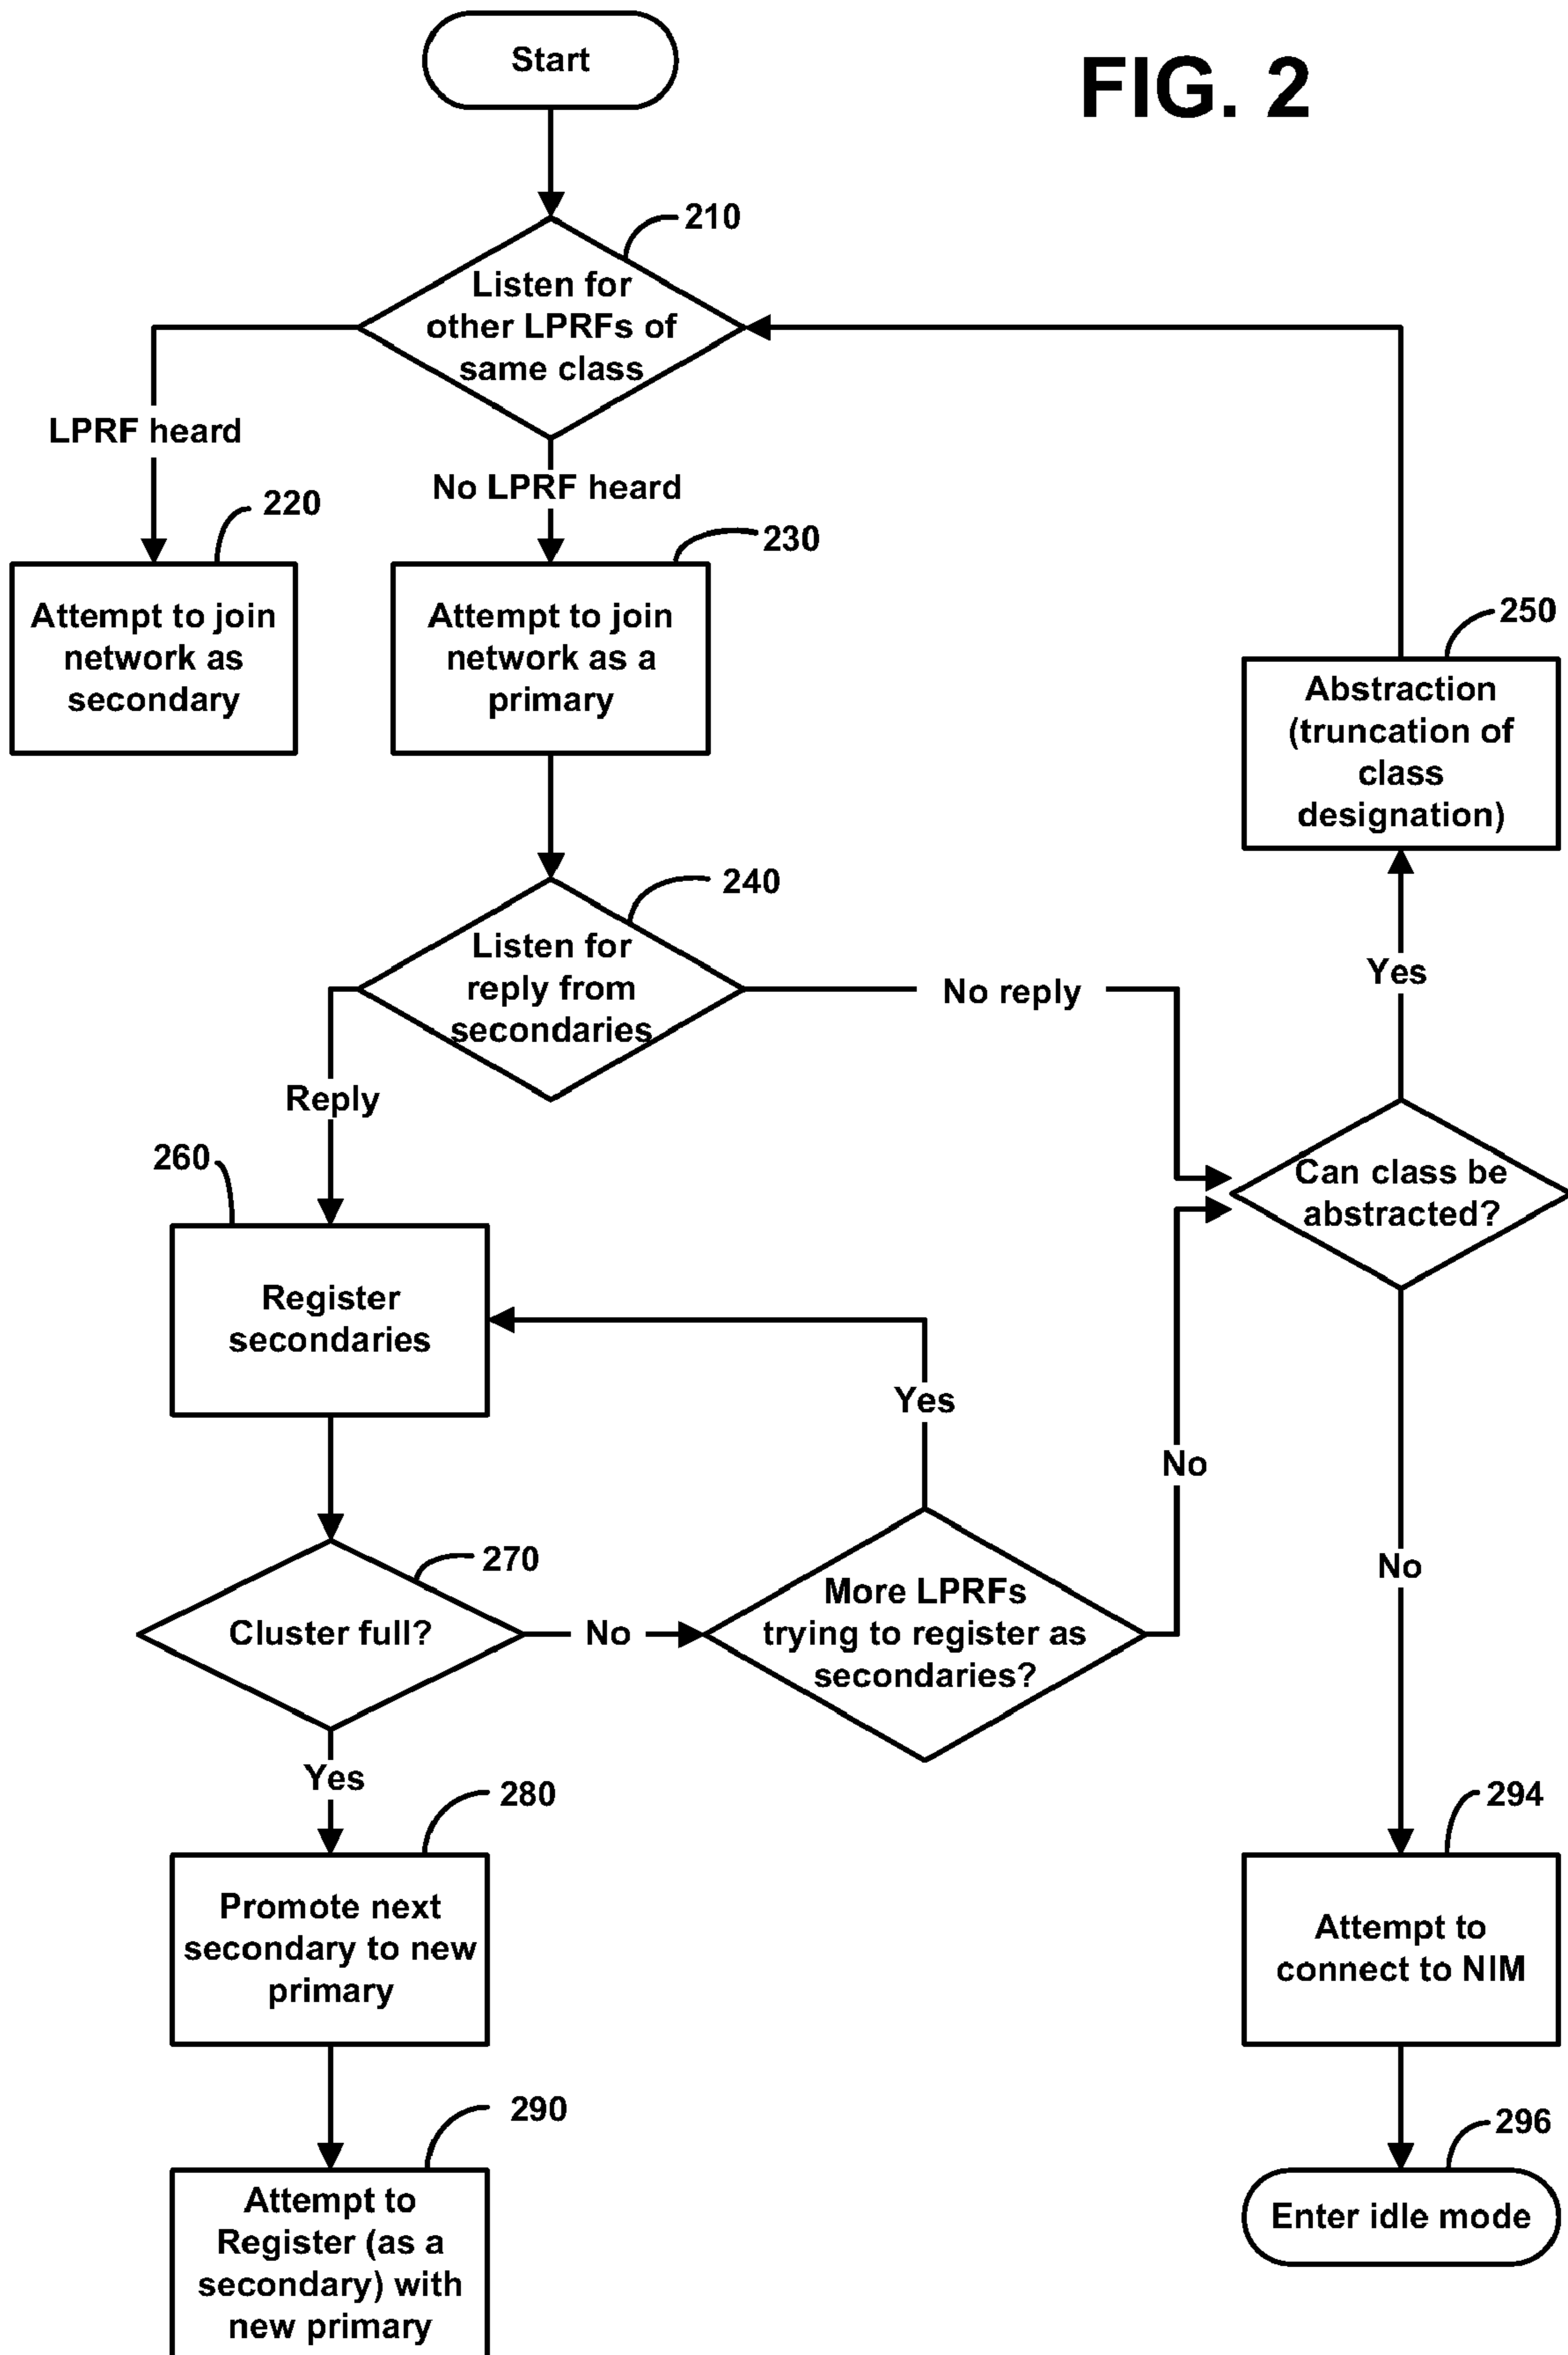 Start
FIG. 2
210
Listen for
other LPRFs of
same class
LPRF heard
No LPRF heard
220
230
Attempt to join
network as
secondary
Attempt to join
network as a
primary
250
Abstraction
(truncation of
class
designation)
240
Listen for
reply from
secondaries
No reply
Yes
Reply
260
Can class be
abstracted?
Register
secondaries
Yes
No
270
Cluster full?
No
More LPRFs
trying to register as
secondaries?
No
Yes
280
294
Promote next
secondary to new
primary
Attempt to
connect to NIM
290
296
Attempt to
Register (as a
secondary) with
new primary
Enter idle mode